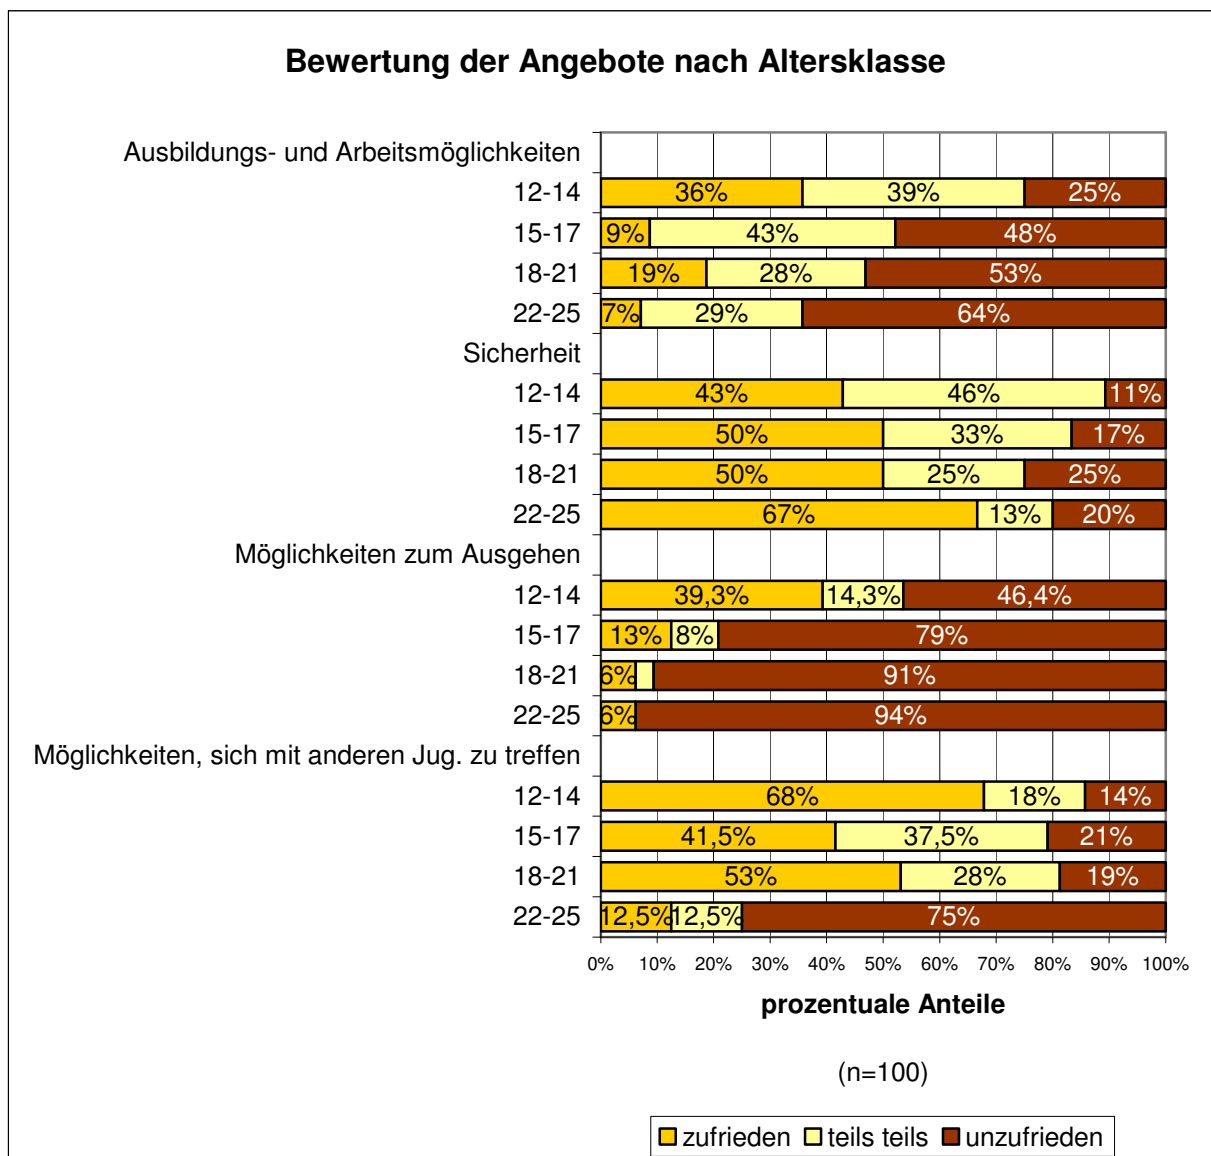 Bewertung der Angebote nach Altersklasse
Ausbildungs- und Arbeitsmöglichkeiten
12-14 36% 39% 25%
15-17 9% 43% 48%
18-21 19% 28% 53%
22-25 7% 29% 64%
Sicherheit
12-14 43% 46% 11%
15-17 50% 33% 17%
18-21 50% 25% 25%
22-25 67% 13% 20%
Möglichkeiten zum Ausgehen
12-14 39,3% 14,3% 46,4%
15-17 13% 8% 79%
18-21 6% 91%
22-25 6% 94%
Möglichkeiten, sich mit anderen Jug. zu treffen
12-14 68% 18% 14%
15-17 41,5% 37,5% 21%
18-21 53% 28% 19%
22-25 12,5% 12,5% 75%
0% 10% 20% 30% 40% 50% 60% 70% 80% 90% 100%
prozentuale Anteile
(n=100)
zufrieden teils teils unzufrieden